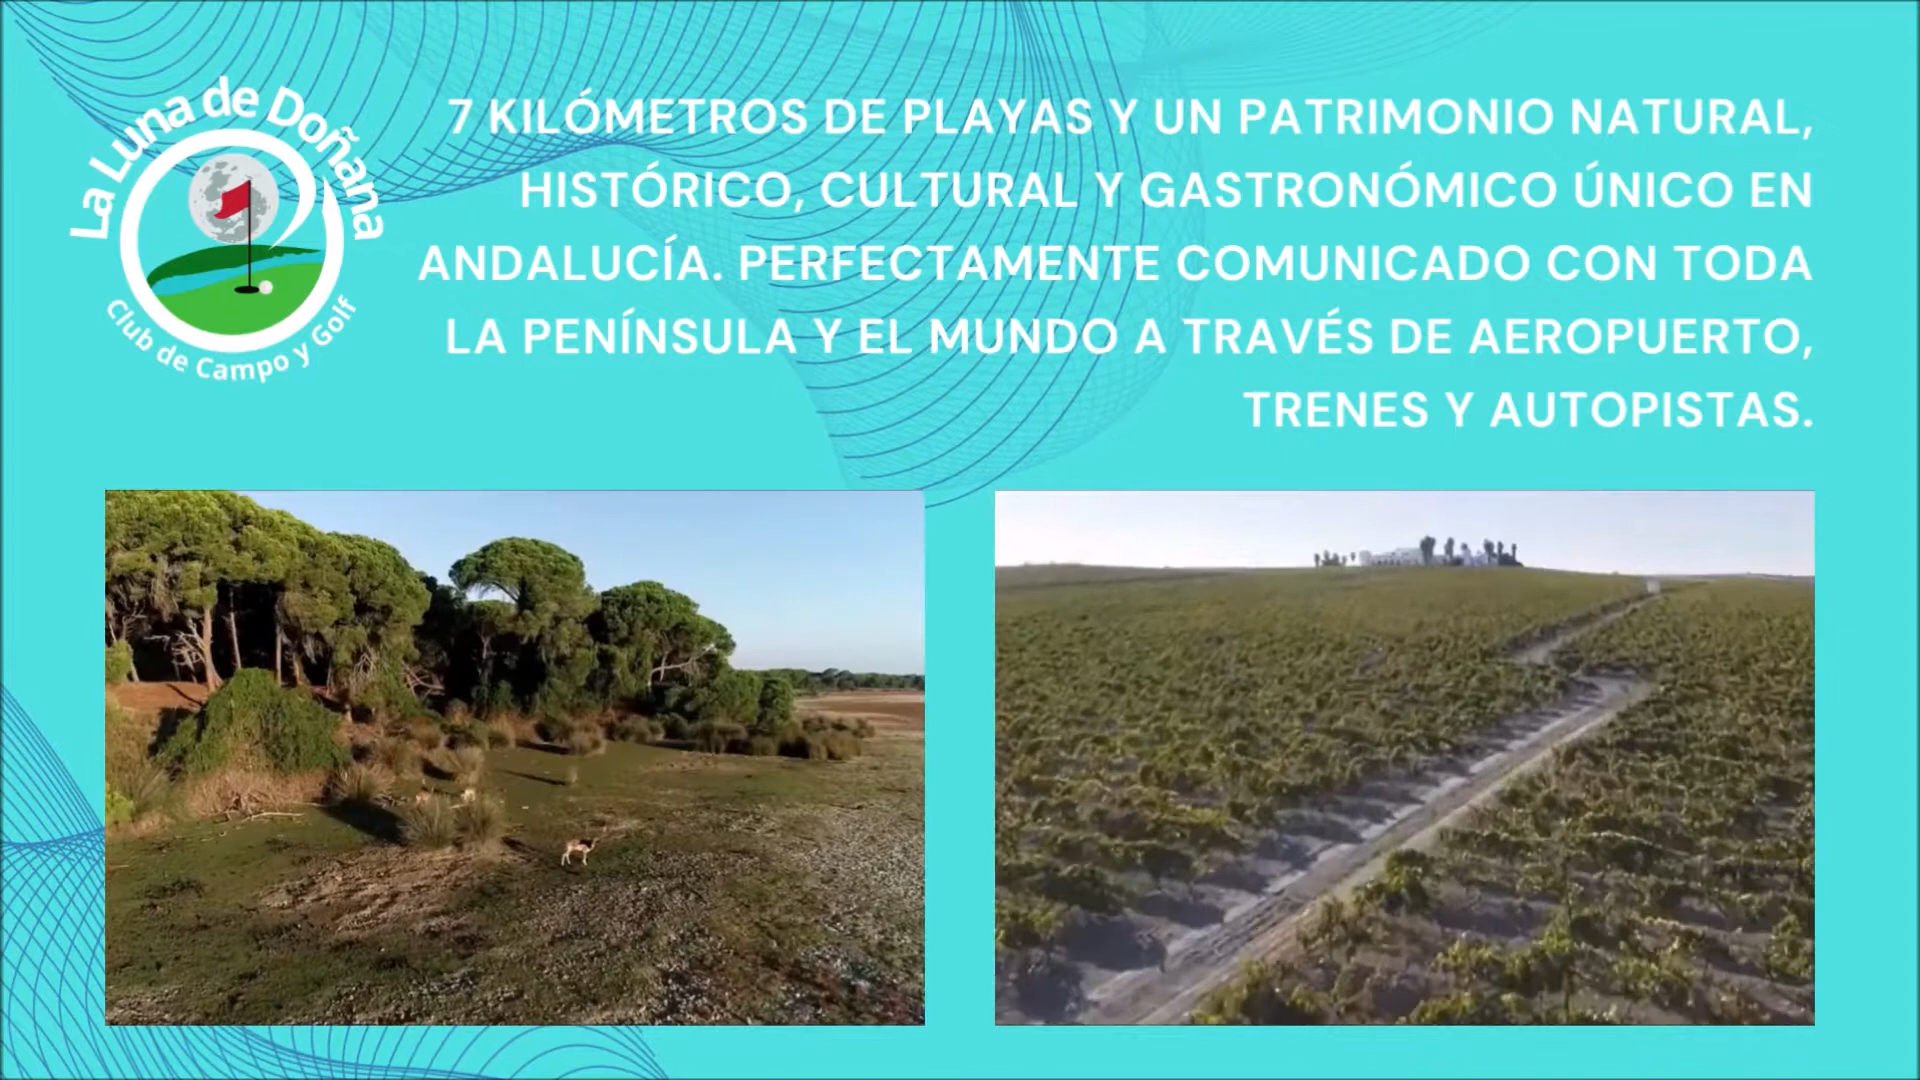 La Luna de Doñana
Club de Campo y Golf
7 KILÓMETROS DE PLAYAS Y UN PATRIMONIO NATURAL,
HISTÓRICO, CULTURAL Y GASTRONÓMICO ÚNICO EN
ANDALUCÍA. PERFECTAMENTE COMUNICADO CON TODA
LA PENÍNSULA Y EL MUNDO A TRAVÉS DE AEROPUERTO,
TRENES Y AUTOPISTAS.